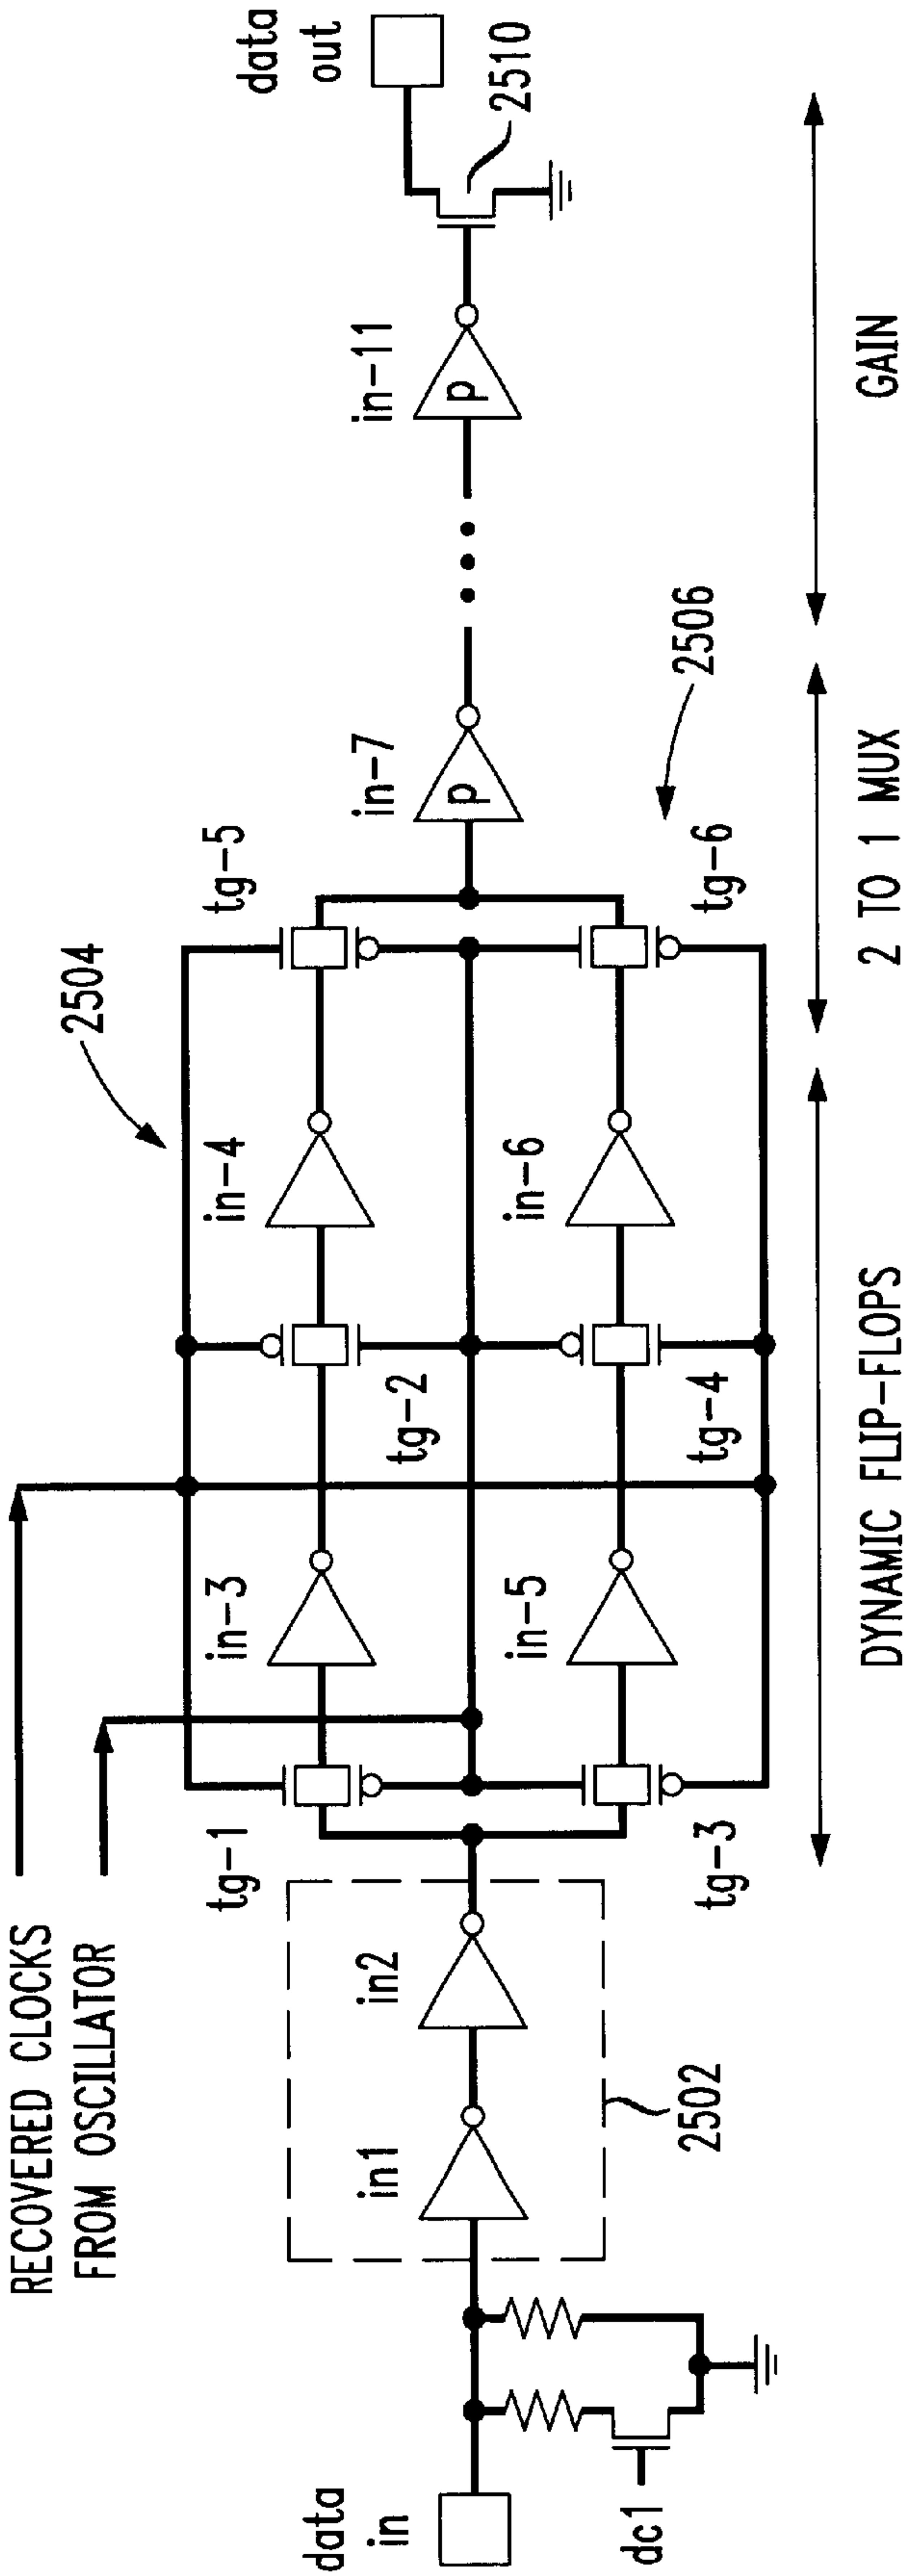 RECOVERED CLOCKS
FROM OSCILLATOR
2504
in-3
in-4
tg-5
tg-1
tg-2
in-7
p
in-11
p
data
out
2510
data
in
in1
in2
in-5
in-6
2506
dc1
2502
tg-3
tg-4
tg-6
DYNAMIC FLIP-FLOPS
2 TO 1 MUX
GAIN